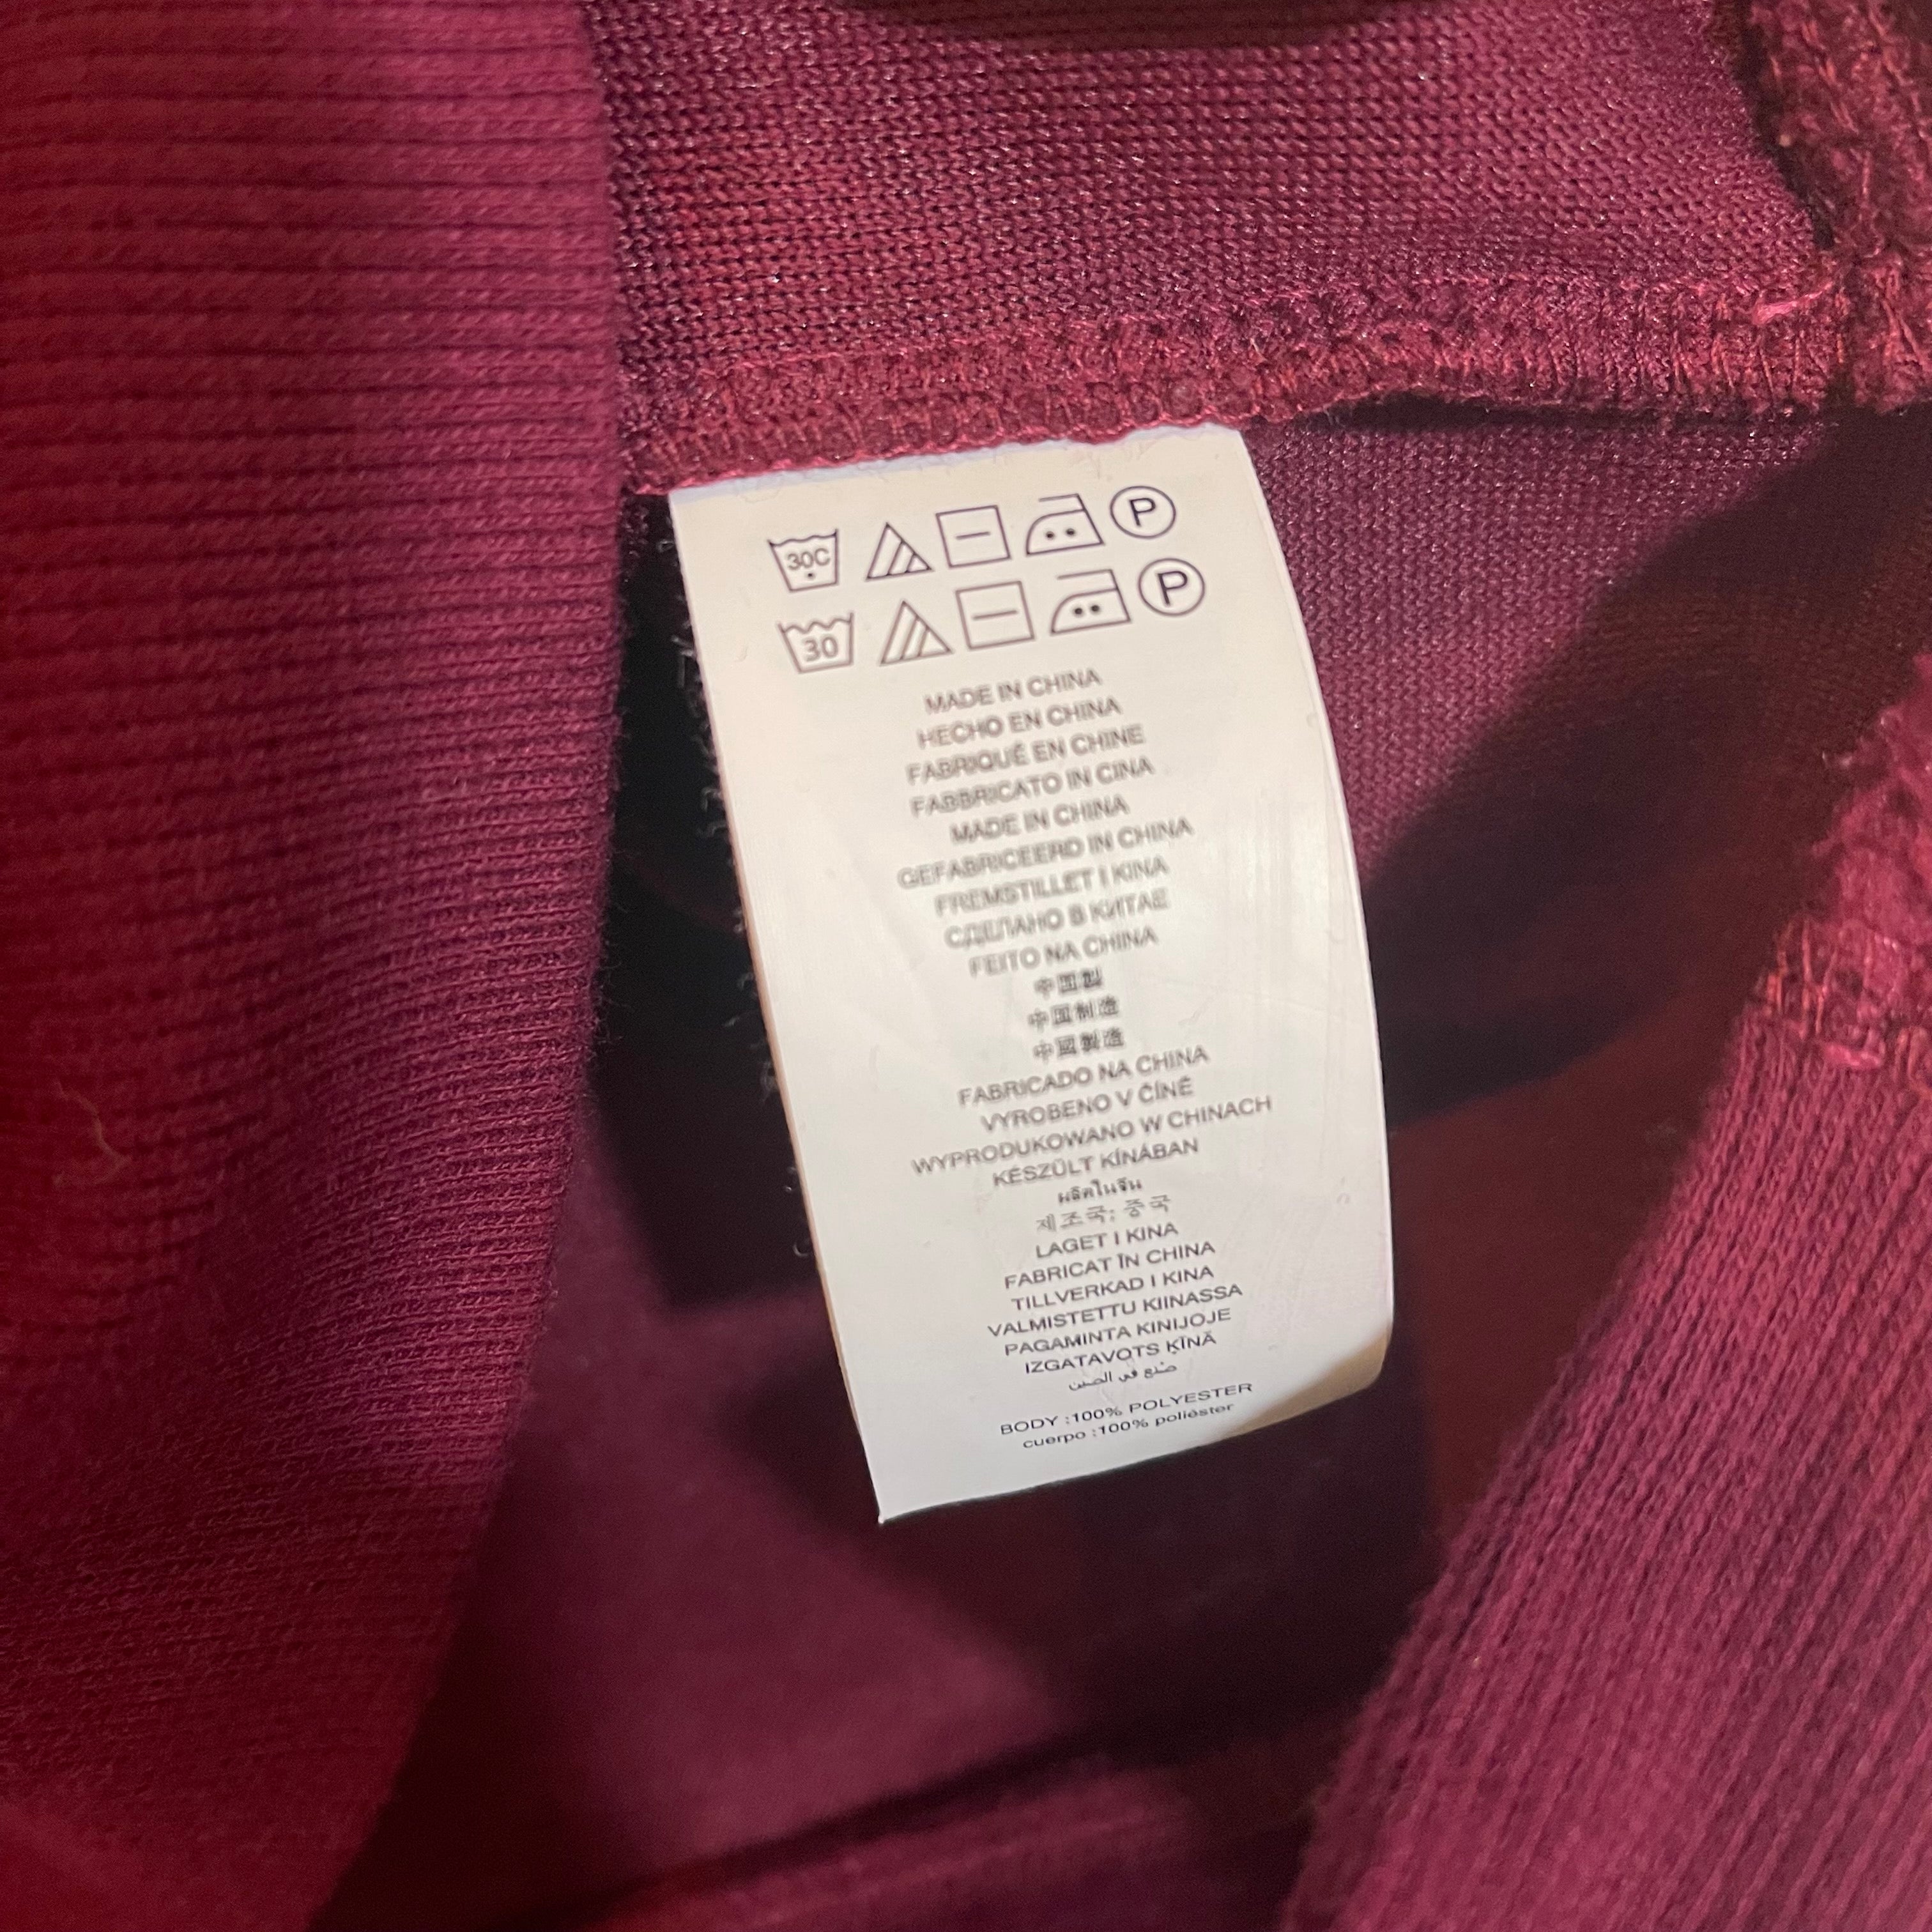 30C P
30 P
MADE IN CHINA
HECHO EN CHINA
FABRIQUÉ EN CHINE
FABBRICATO IN CINA
MADE IN CHINA
GEFABRICEERD IN CHINA
FREMSTILLET I KINA
СДЕЛАНО В КИТАЕ
FEITO NA CHINA
中国製
中国制造
中國製造
FABRICADO NA CHINA
VYROBENO V ČÍNĚ
WYPRODUKOWANO W CHINACH
KÉSZÜLT KÍNÁBAN
ผลิตในจีน
제조국: 중국
LAGET I KINA
FABRICAT ÎN CHINA
TILLVERKAD I KINA
VALMISTETTU KIINASSA
PAGAMINTA KINIJOJE
IZGATAVOTS ĶĪNĀ
صنع في الصين
BODY :100% POLYESTER
cuerpo :100% poliéster